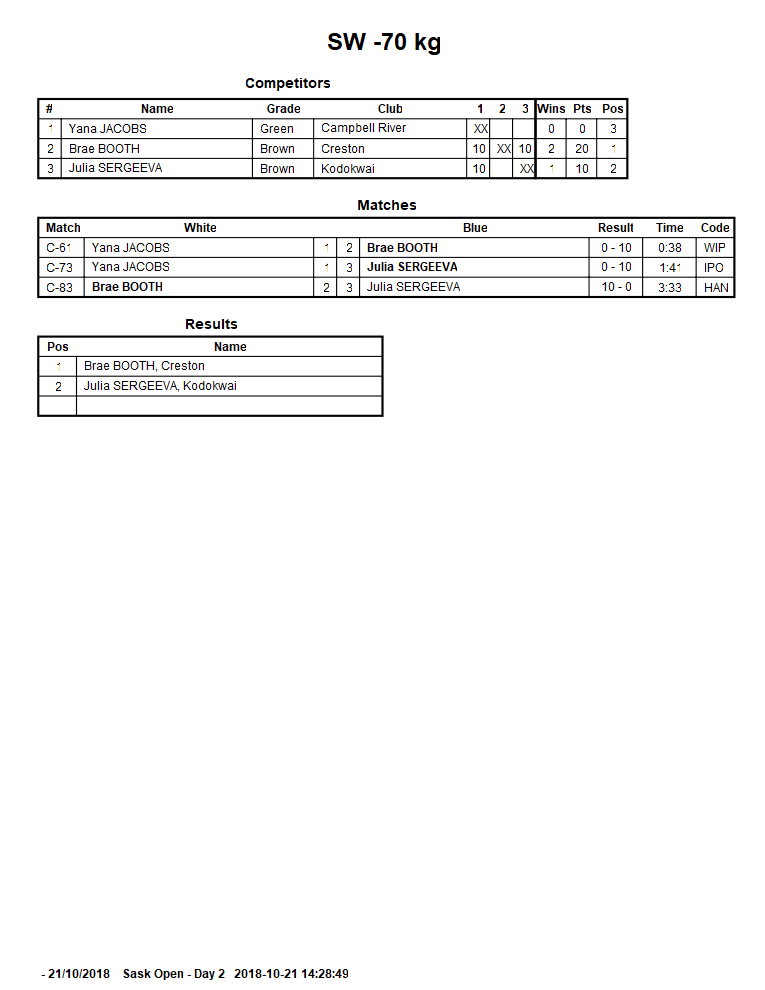 SW -70 kg
Competitors
# Name Grade Club 1 2 3 Wins Pts Pos
1 Yana JACOBS Green Campbell River XX 0 0 3
2 Brae BOOTH Brown Creston 10 XX 10 2 20 1
3 Julia SERGEEVA Brown Kodokwai 10 XX 1 10 2
Matches
Match White Blue Result Time Code
C-61 Yana JACOBS 1 2 Brae BOOTH 0 - 10 0:38 WIP
C-73 Yana JACOBS 1 3 Julia SERGEEVA 0 - 10 1:41 IPO
C-83 Brae BOOTH 2 3 Julia SERGEEVA 10 - 0 3:33 HAN
Results
Pos Name
1 Brae BOOTH, Creston
2 Julia SERGEEVA, Kodokwai
- 21/10/2018 Sask Open - Day 2 2018-10-21 14:28:49